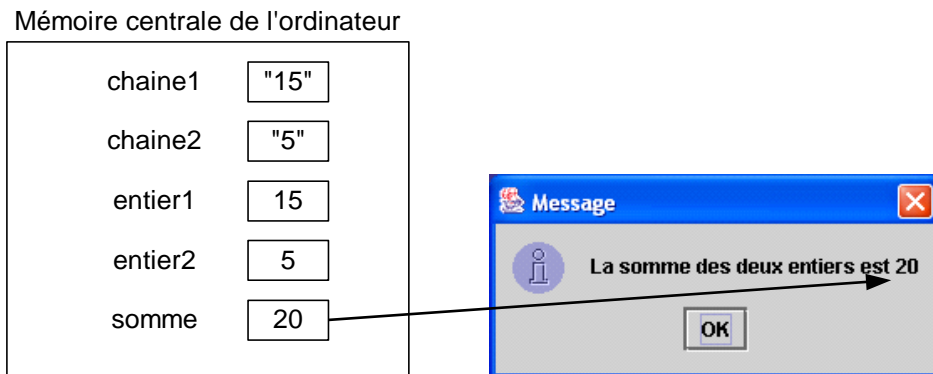 Mémoire centrale de l'ordinateur
chaine1 "15"
chaine2 "5"
entier1 15
entier2 5
somme 20
Message
La somme des deux entiers est 20
OK